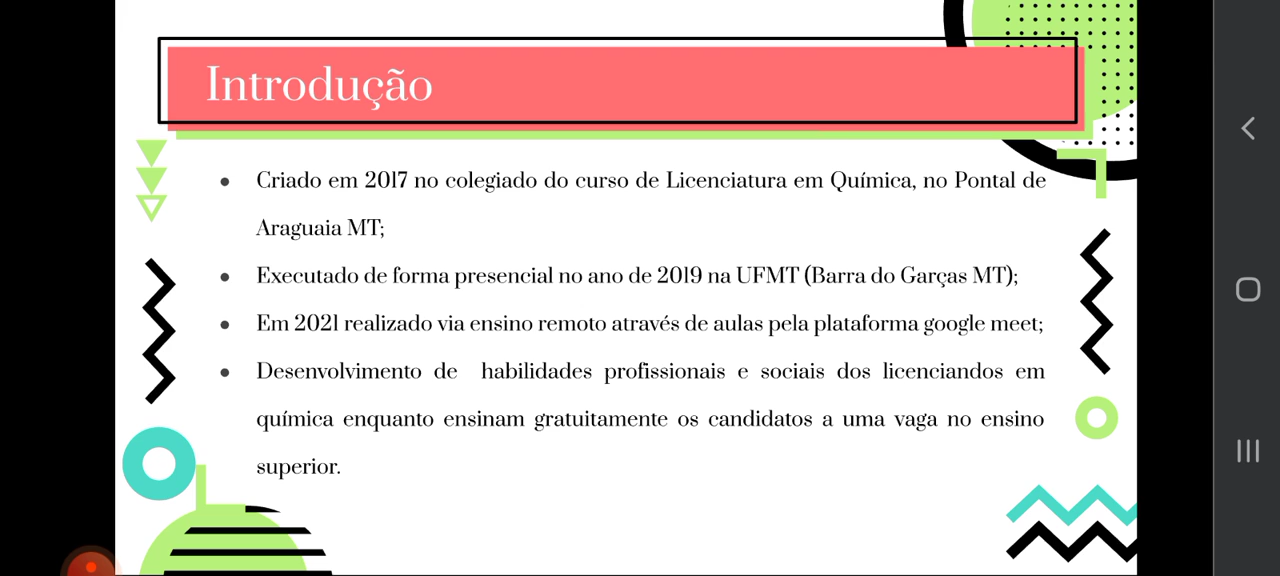 Introdução
● Criado em 2017 no colegiado do curso de Licenciatura em Química, no Pontal de
Araguaia MT;
● Executado de forma presencial no ano de 2019 na UFMT (Barra do Garças MT);
● Em 2021 realizado via ensino remoto através de aulas pela plataforma google meet;
● Desenvolvimento de habilidades profissionais e sociais dos licenciandos em
química enquanto ensinam gratuitamente os candidatos a uma vaga no ensino
superior.